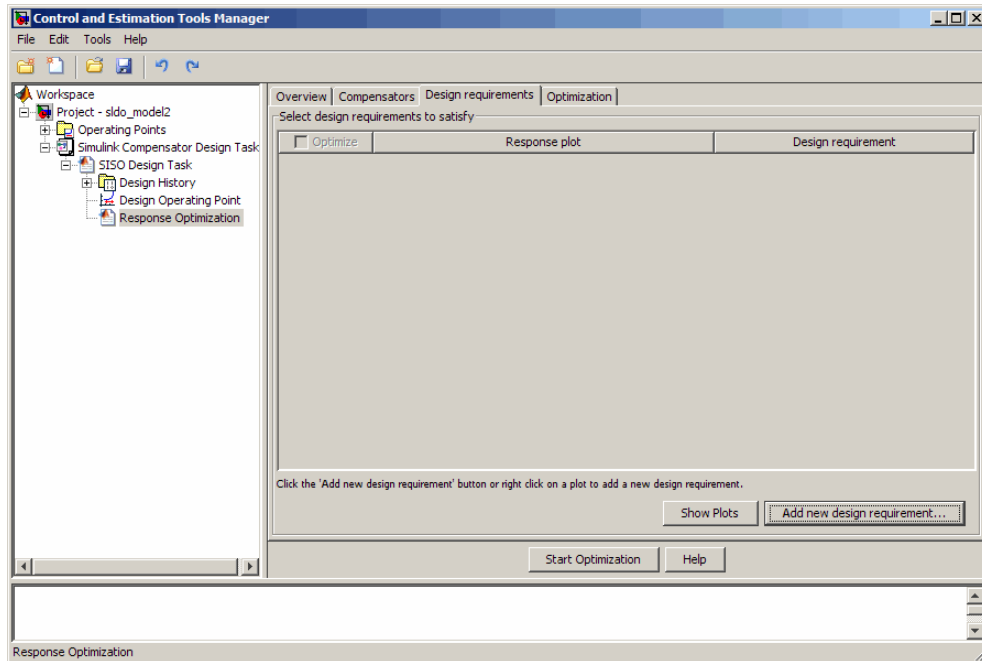 Control and Estimation Tools Manager
File Edit Tools Help
Workspace
Project - sldo_model2
Operating Points
Simulink Compensator Design Task
SISO Design Task
Design History
Design Operating Point
Response Optimization
Overview Compensators Design requirements Optimization
Select design requirements to satisfy
Optimize Response plot Design requirement
Click the 'Add new design requirement' button or right click on a plot to add a new design requirement.
Show Plots Add new design requirement...
Start Optimization Help
Response Optimization